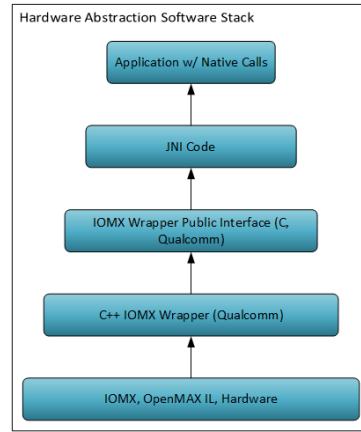 Hardware Abstraction Software Stack
Application w/ Native Calls
JNI Code
IOMX Wrapper Public Interface (C,
Qualcomm)
C++ IOMX Wrapper (Qualcomm)
IOMX, OpenMAX IL, Hardware